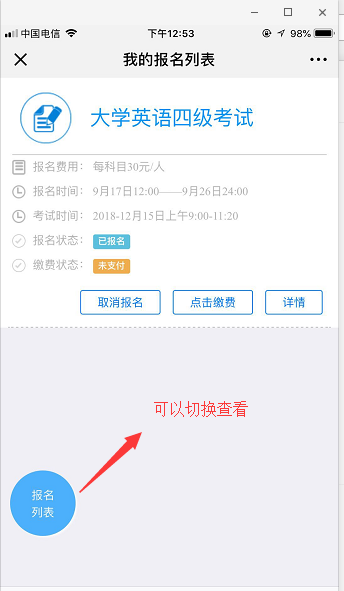 中国电信 下午12:53 98%
我的报名列表
大学英语四级考试
报名费用： 每科目30元/人
报名时间： 9月17日12:00——9月26日24:00
考试时间： 2018-12月15日上午9:00-11:20
报名状态： 已报名
缴费状态： 未支付
取消报名 点击缴费 详情
可以切换查看
报名
列表